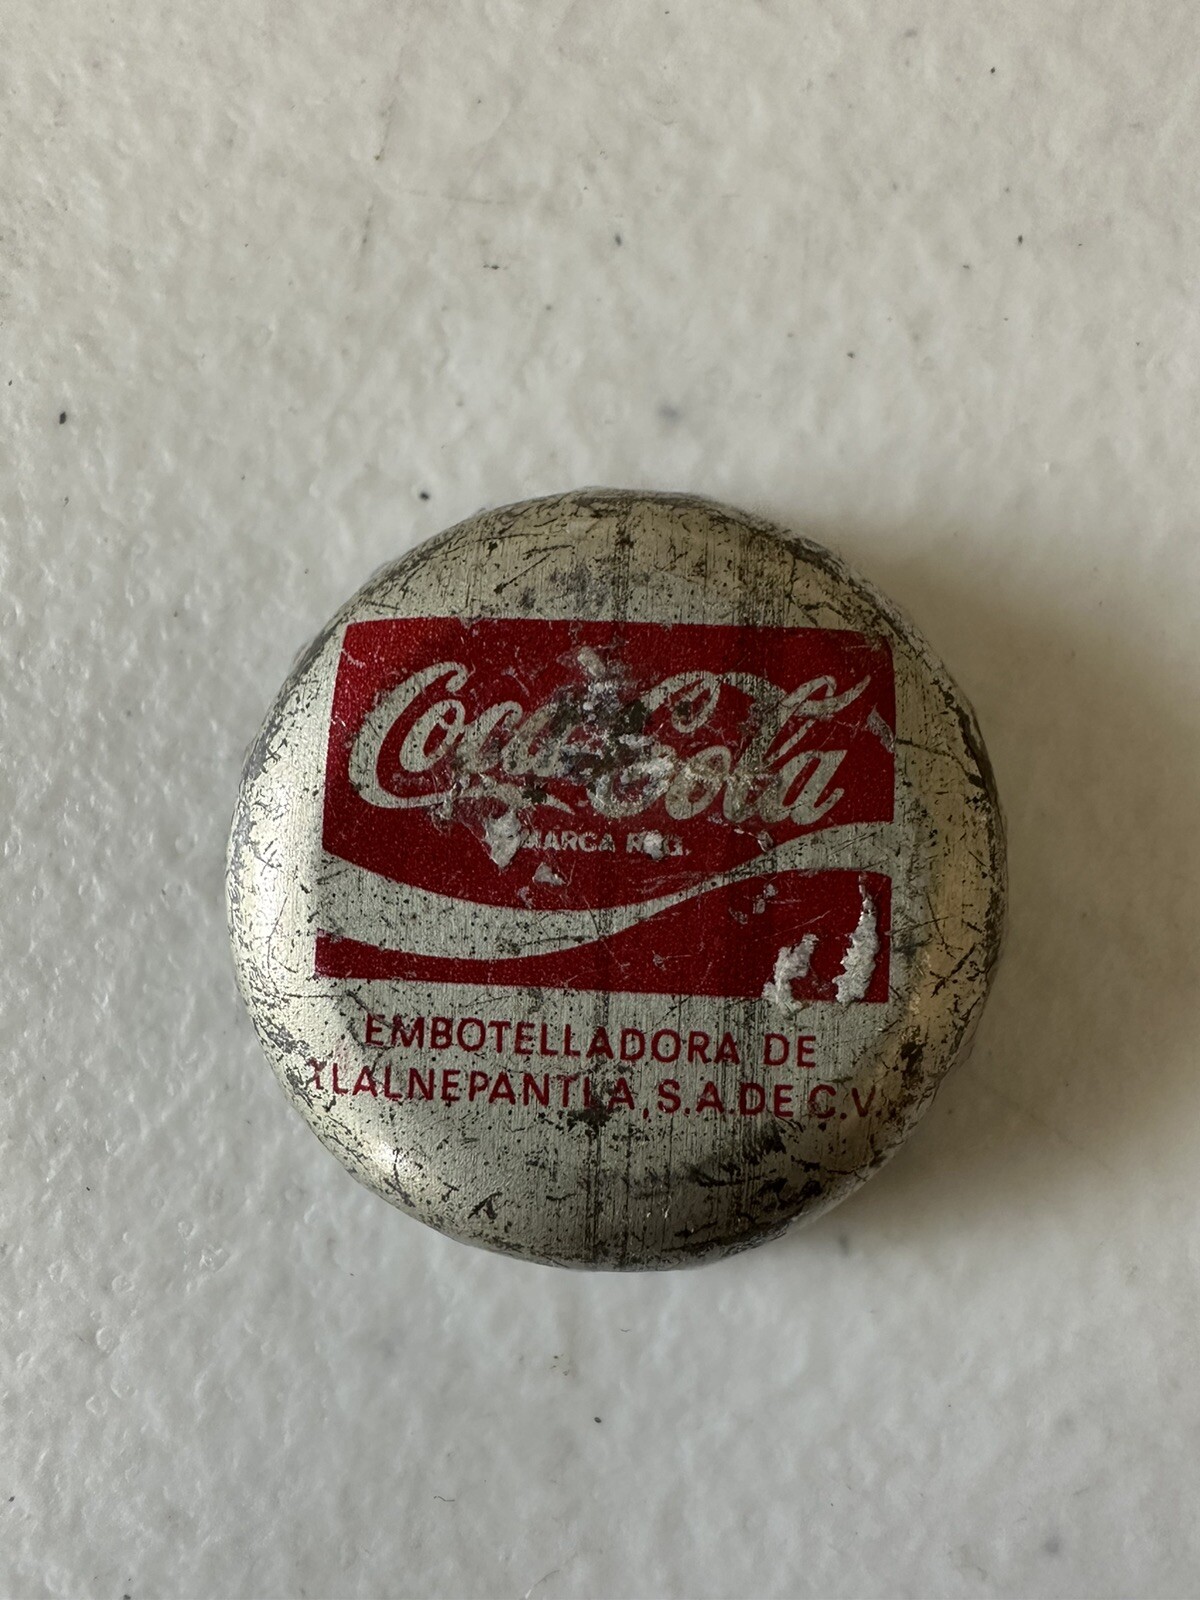 Coca-Cola
MARCA REG.
EMBOTELLADORA DE
TLALNEPANTLA, S.A. DE C.V.